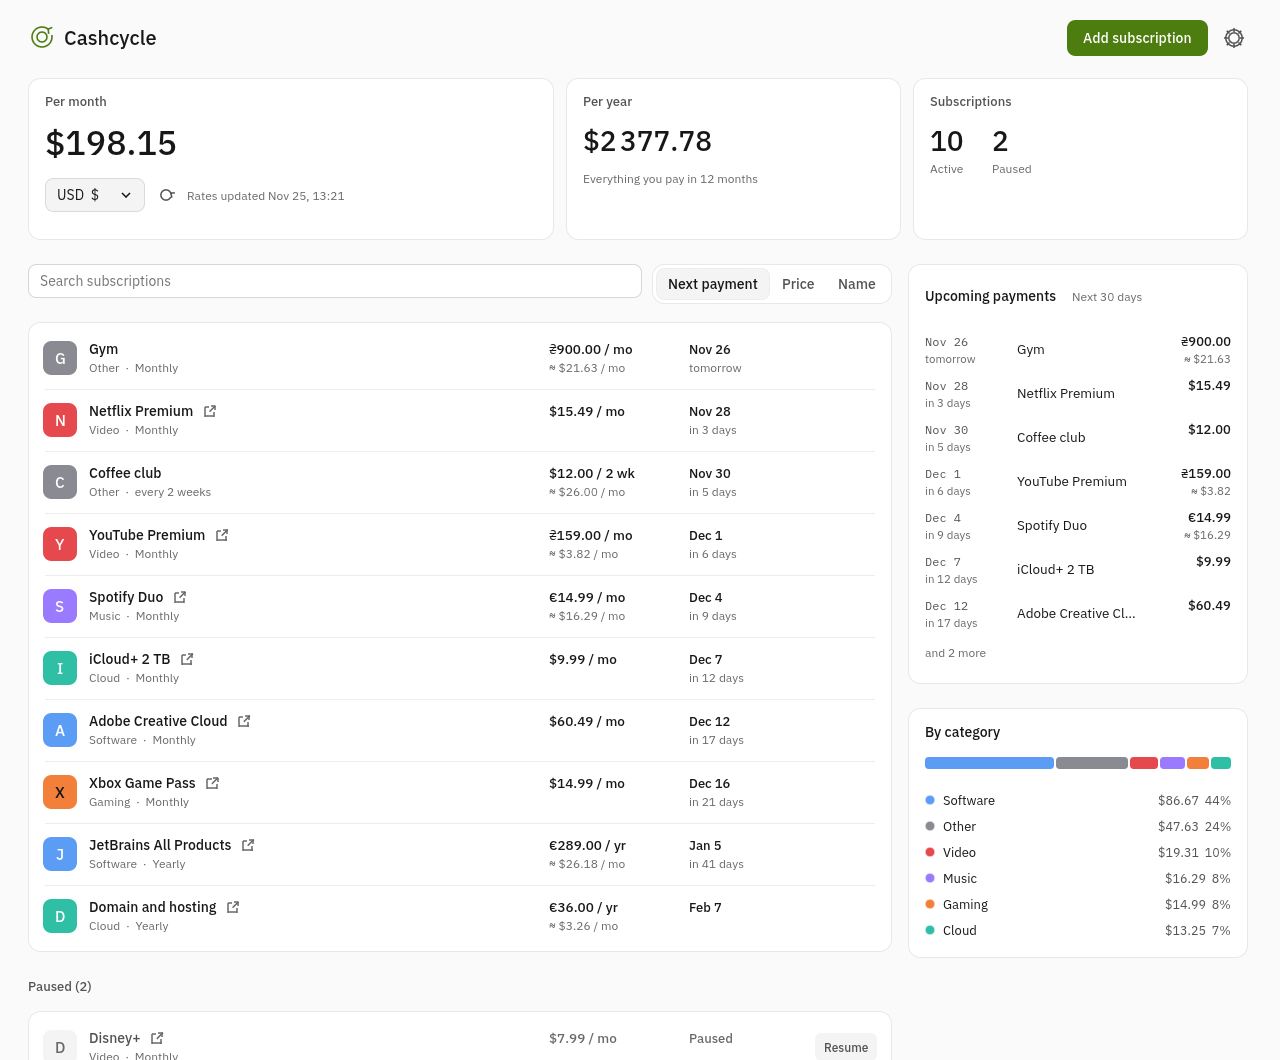 Cashcycle
Add subscription
Per month
$198.15
USD $
Rates updated Nov 25, 13:21
Per year
$2 377.78
Everything you pay in 12 months
Subscriptions
10 2
Active Paused
Search subscriptions
Next payment Price Name
G Gym ₴900.00 / mo Nov 26
Other · Monthly ≈ $21.63 / mo tomorrow
N Netflix Premium $15.49 / mo Nov 28
Video · Monthly in 3 days
C Coffee club $12.00 / 2 wk Nov 30
Other · every 2 weeks ≈ $26.00 / mo in 5 days
Y YouTube Premium ₴159.00 / mo Dec 1
Video · Monthly ≈ $3.82 / mo in 6 days
S Spotify Duo €14.99 / mo Dec 4
Music · Monthly ≈ $16.29 / mo in 9 days
I iCloud+ 2 TB $9.99 / mo Dec 7
Cloud · Monthly in 12 days
A Adobe Creative Cloud $60.49 / mo Dec 12
Software · Monthly in 17 days
X Xbox Game Pass $14.99 / mo Dec 16
Gaming · Monthly in 21 days
J JetBrains All Products €289.00 / yr Jan 5
Software · Yearly ≈ $26.18 / mo in 41 days
D Domain and hosting €36.00 / yr Feb 7
Cloud · Yearly ≈ $3.26 / mo
Paused (2)
D Disney+ $7.99 / mo Paused Resume
Video · Monthly
Upcoming payments Next 30 days
Nov 26 Gym ₴900.00
tomorrow ≈ $21.63
Nov 28 Netflix Premium $15.49
in 3 days
Nov 30 Coffee club $12.00
in 5 days
Dec 1 YouTube Premium ₴159.00
in 6 days ≈ $3.82
Dec 4 Spotify Duo €14.99
in 9 days ≈ $16.29
Dec 7 iCloud+ 2 TB $9.99
in 12 days
Dec 12 Adobe Creative Cl... $60.49
in 17 days
and 2 more
By category
Software $86.67 44%
Other $47.63 24%
Video $19.31 10%
Music $16.29 8%
Gaming $14.99 8%
Cloud $13.25 7%